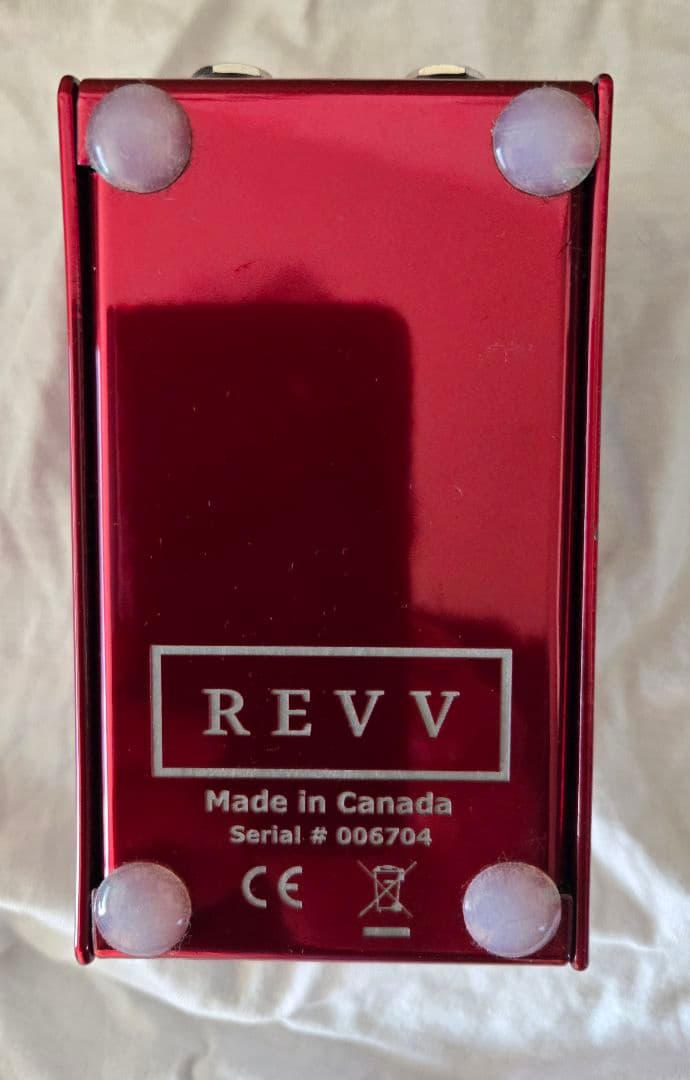 REVV
Made in Canada
Serial # 006704
CE